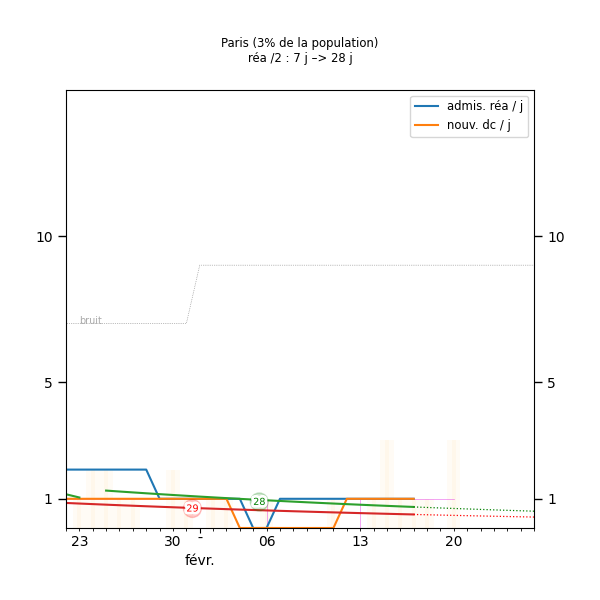 Paris (3% de la population)
réa /2 : 7 j –> 28 j
admis. réa / j
nouv. dc / j
10 10
bruit
5 5
28
1 1
29
23 30 - 06 13 20
févr.